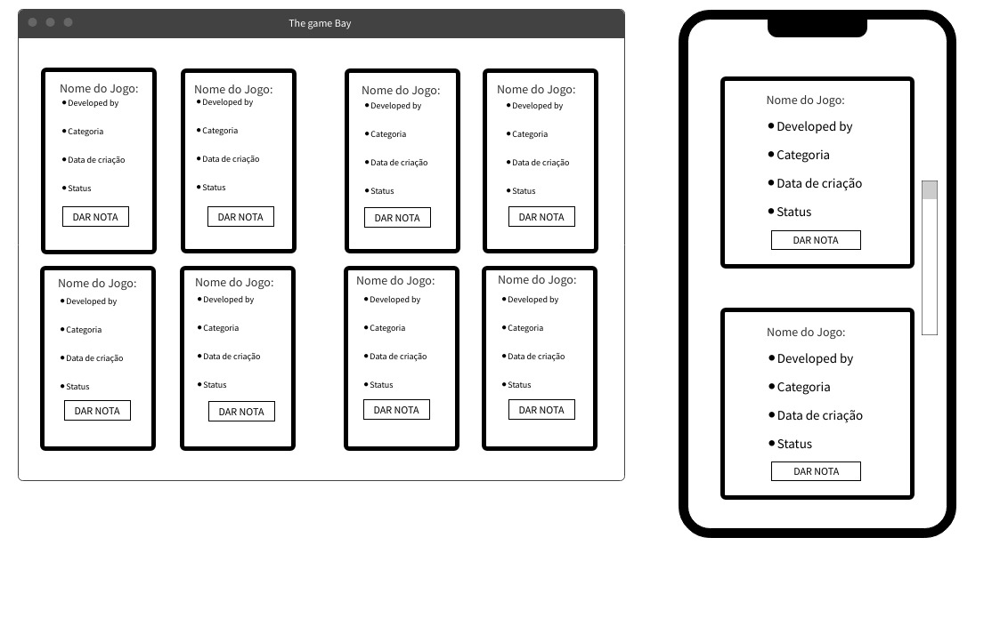 The game Bay
Nome do Jogo:
Developed by
Categoria
Data de criação
Status
DAR NOTA
Nome do Jogo:
Developed by
Categoria
Data de criação
Status
DAR NOTA
Nome do Jogo:
Developed by
Categoria
Data de criação
Status
DAR NOTA
Nome do Jogo:
Developed by
Categoria
Data de criação
Status
DAR NOTA
Nome do Jogo:
Developed by
Categoria
Data de criação
Status
DAR NOTA
Nome do Jogo:
Developed by
Categoria
Data de criação
Status
DAR NOTA
Nome do Jogo:
Developed by
Categoria
Data de criação
Status
DAR NOTA
Nome do Jogo:
Developed by
Categoria
Data de criação
Status
DAR NOTA
Nome do Jogo:
Developed by
Categoria
Data de criação
Status
DAR NOTA
Nome do Jogo:
Developed by
Categoria
Data de criação
Status
DAR NOTA